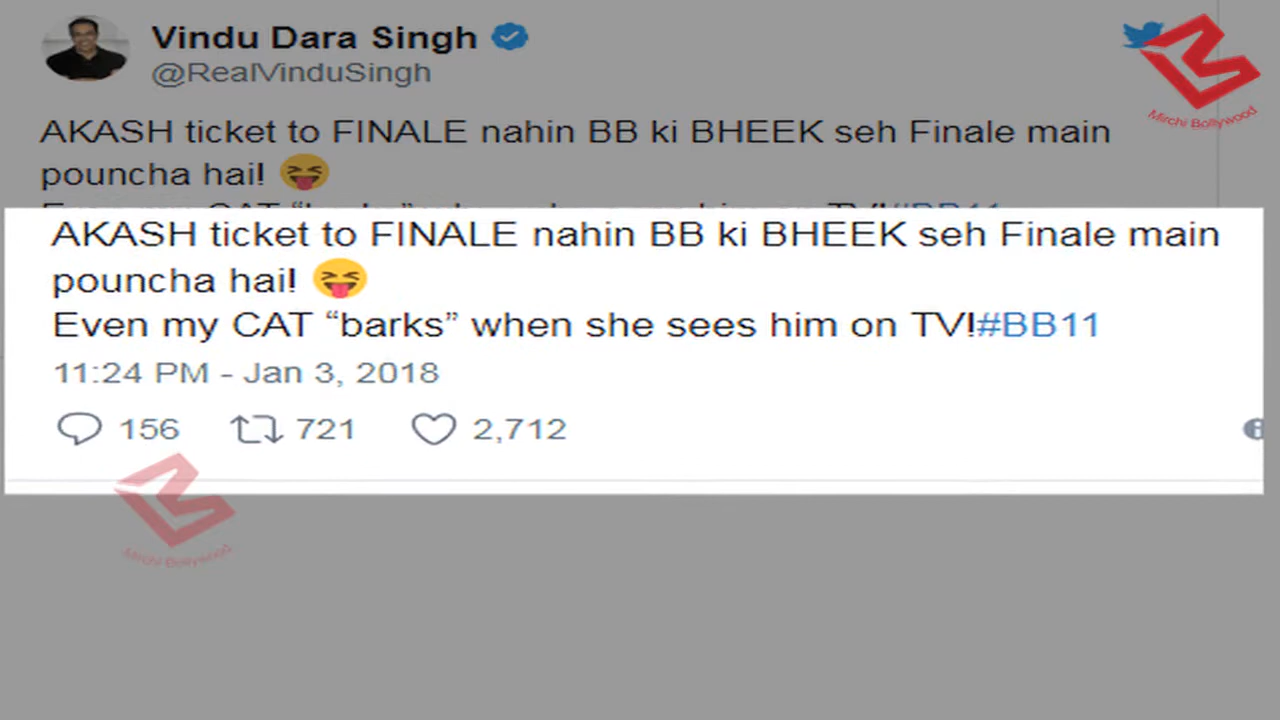 Vindu Dara Singh
@RealVinduSingh
AKASH ticket to FINALE nahin BB ki BHEEK seh Finale main
pouncha hai! 😝
AKASH ticket to FINALE nahin BB ki BHEEK seh Finale main
pouncha hai! 😝
Even my CAT “barks” when she sees him on TV!#BB11
11:24 PM - Jan 3, 2018
156 721 2,712
Mirchi Bollywood
Mirchi Bollywood